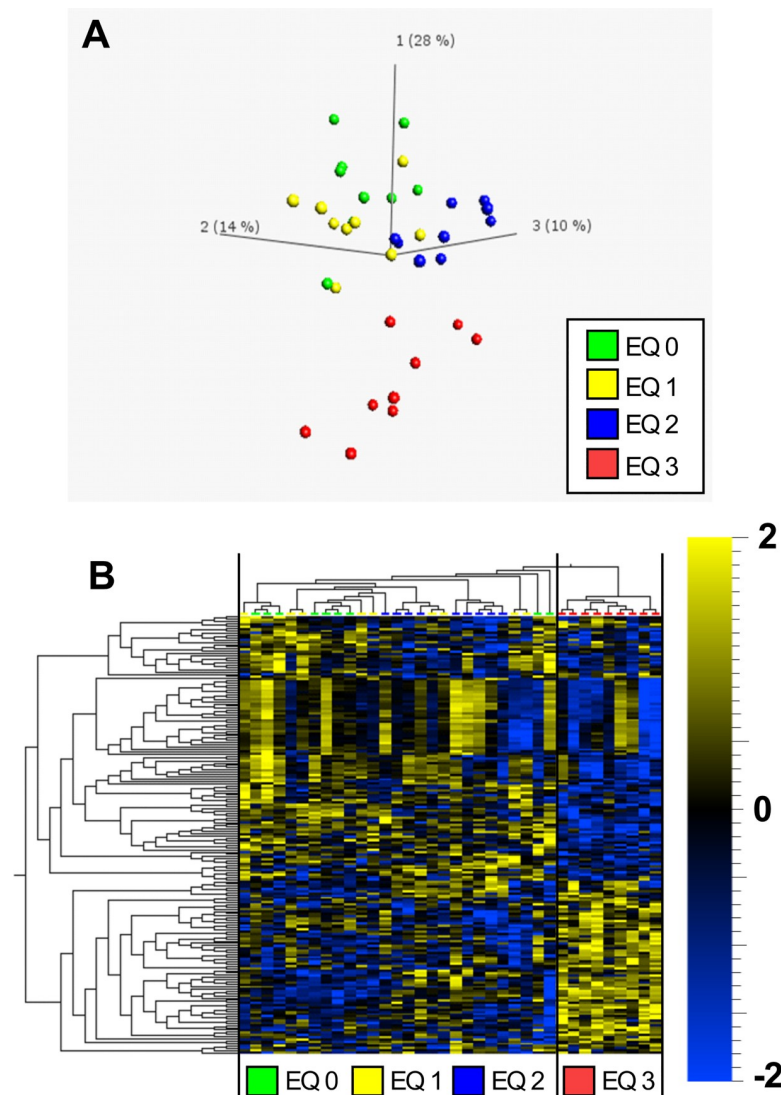 A
1 (28 %)
2 (14 %)
3 (10 %)
EQ 0
EQ 1
EQ 2
EQ 3
B
2
0
-2
EQ 0 EQ 1 EQ 2 EQ 3